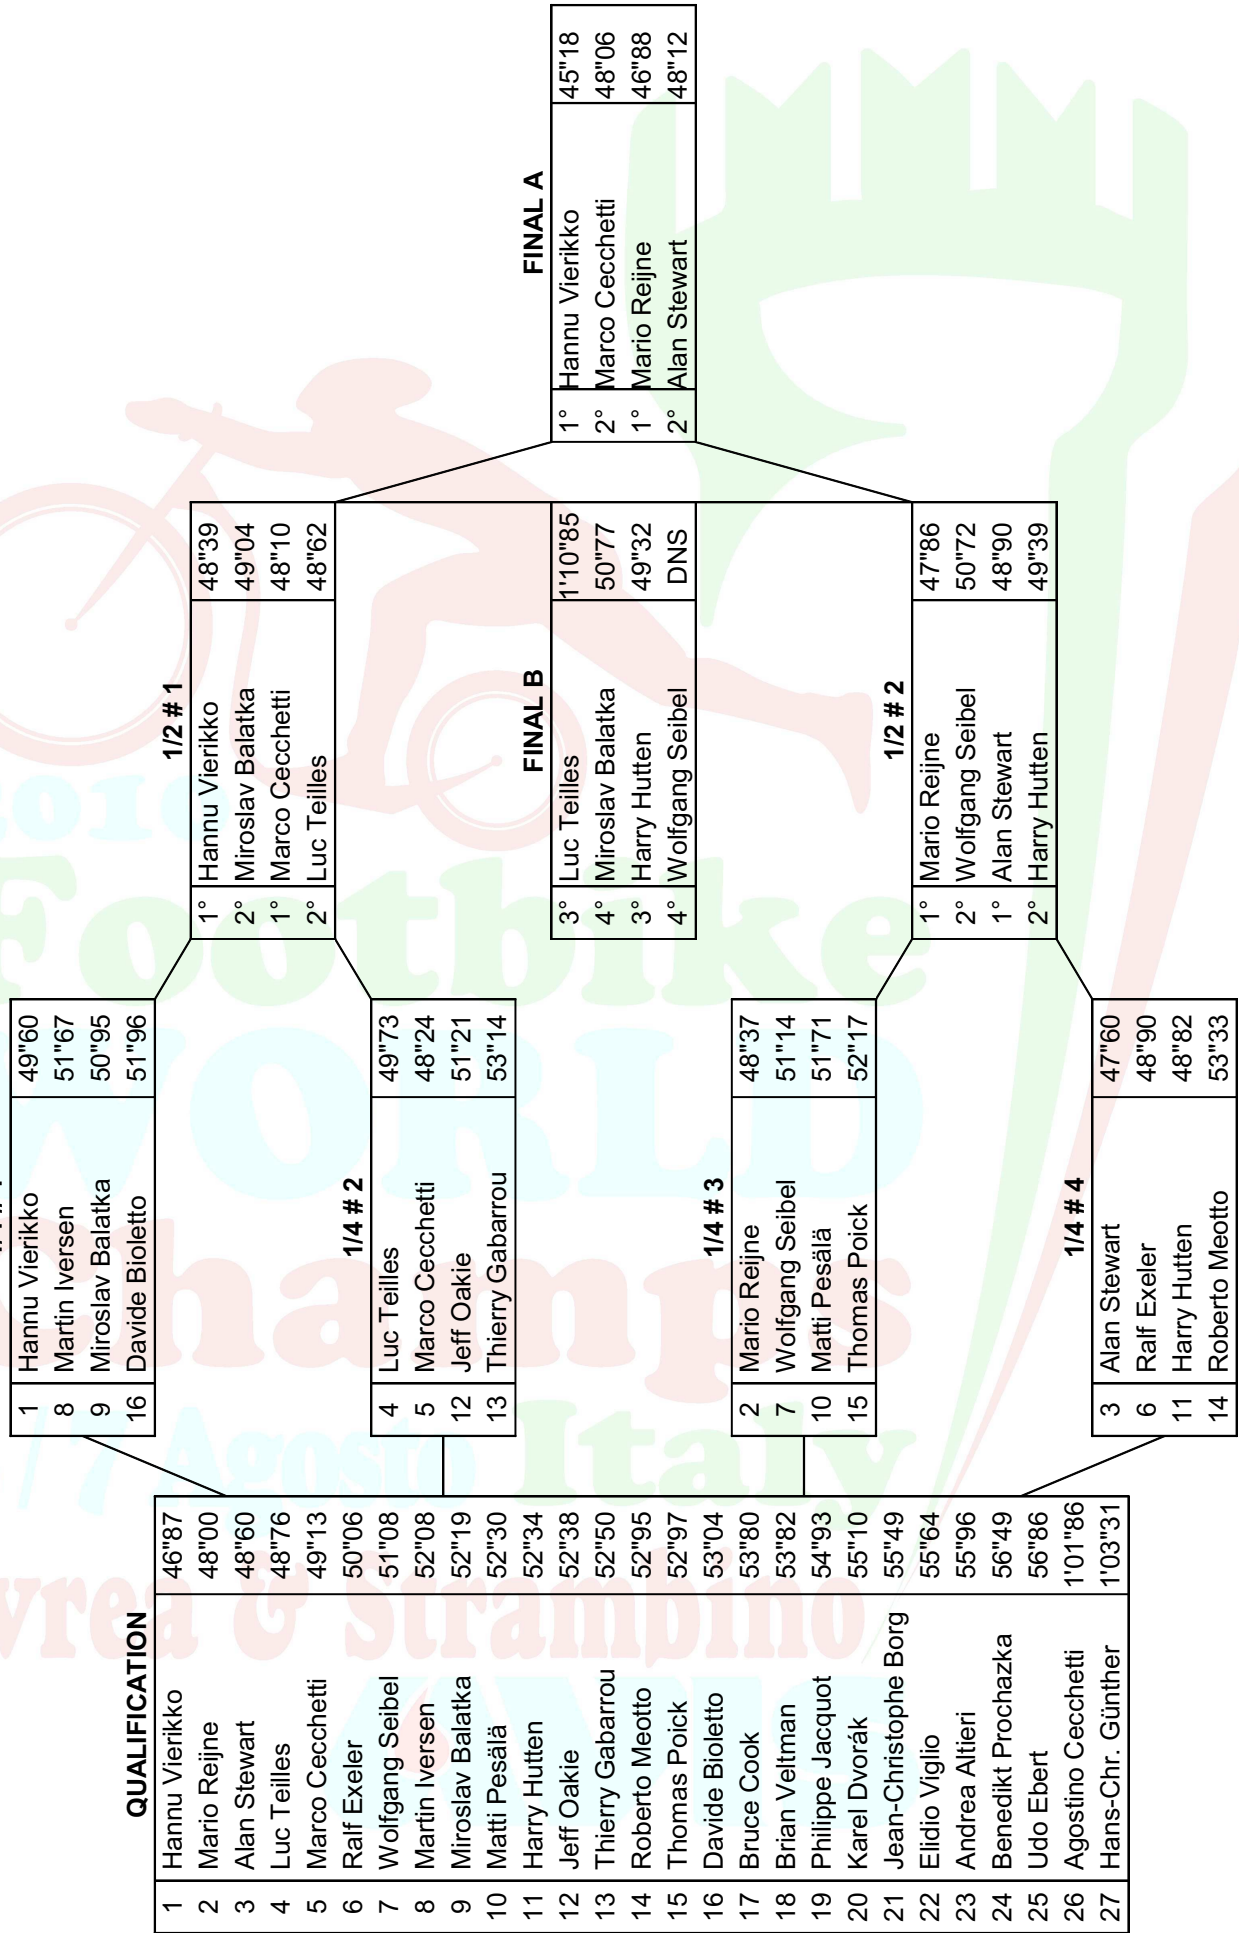 QUALIFICATION
1 Hannu Vierikko 46"87
2 Mario Reijne 48"00
3 Alan Stewart 48"60
4 Luc Teilles 48"76
5 Marco Cecchetti 49"13
6 Ralf Exeler 50"06
7 Wolfgang Seibel 51"08
8 Martin Iversen 52"08
9 Miroslav Balatka 52"19
10 Matti Pesälä 52"30
11 Harry Hutten 52"34
12 Jeff Oakie 52"38
13 Thierry Gabarrou 52"50
14 Roberto Meotto 52"95
15 Thomas Poick 52"97
16 Davide Bioletto 53"04
17 Bruce Cook 53"80
18 Brian Veltman 53"82
19 Philippe Jacquot 54"93
20 Karel Dvorák 55"10
21 Jean-Christophe Borg 55"49
22 Elidio Viglio 55"64
23 Andrea Altieri 55"96
24 Benedikt Prochazka 56"49
25 Udo Ebert 56"86
26 Agostino Cecchetti 1'01"86
27 Hans-Chr. Günther 1'03"31
1 Hannu Vierikko 49"60
8 Martin Iversen 51"67
9 Miroslav Balatka 50"95
16 Davide Bioletto 51"96
1/4 # 2
4 Luc Teilles 49"73
5 Marco Cecchetti 48"24
12 Jeff Oakie 51"21
13 Thierry Gabarrou 53"14
1/4 # 3
2 Mario Reijne 48"37
7 Wolfgang Seibel 51"14
10 Matti Pesälä 51"71
15 Thomas Poick 52"17
1/4 # 4
3 Alan Stewart 47"60
6 Ralf Exeler 48"90
11 Harry Hutten 48"82
14 Roberto Meotto 53"33
1/2 # 1
1° Hannu Vierikko 48"39
2° Miroslav Balatka 49"04
1° Marco Cecchetti 48"10
2° Luc Teilles 48"62
FINAL B
3° Luc Teilles 1'10"85
4° Miroslav Balatka 50"77
3° Harry Hutten 49"32
4° Wolfgang Seibel DNS
1/2 # 2
1° Mario Reijne 47"86
2° Wolfgang Seibel 50"72
1° Alan Stewart 48"90
2° Harry Hutten 49"39
FINAL A
1° Hannu Vierikko 45"18
2° Marco Cecchetti 48"06
1° Mario Reijne 46"88
2° Alan Stewart 48"12
2010
Footbike
WORLD
Champs
/7 Agosto Italy
vrea & Strambino